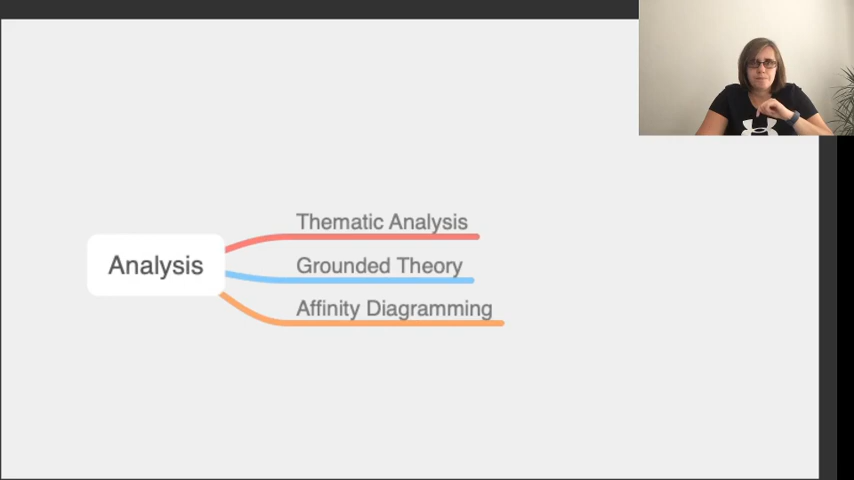 Thematic Analysis
Analysis
Grounded Theory
Affinity Diagramming